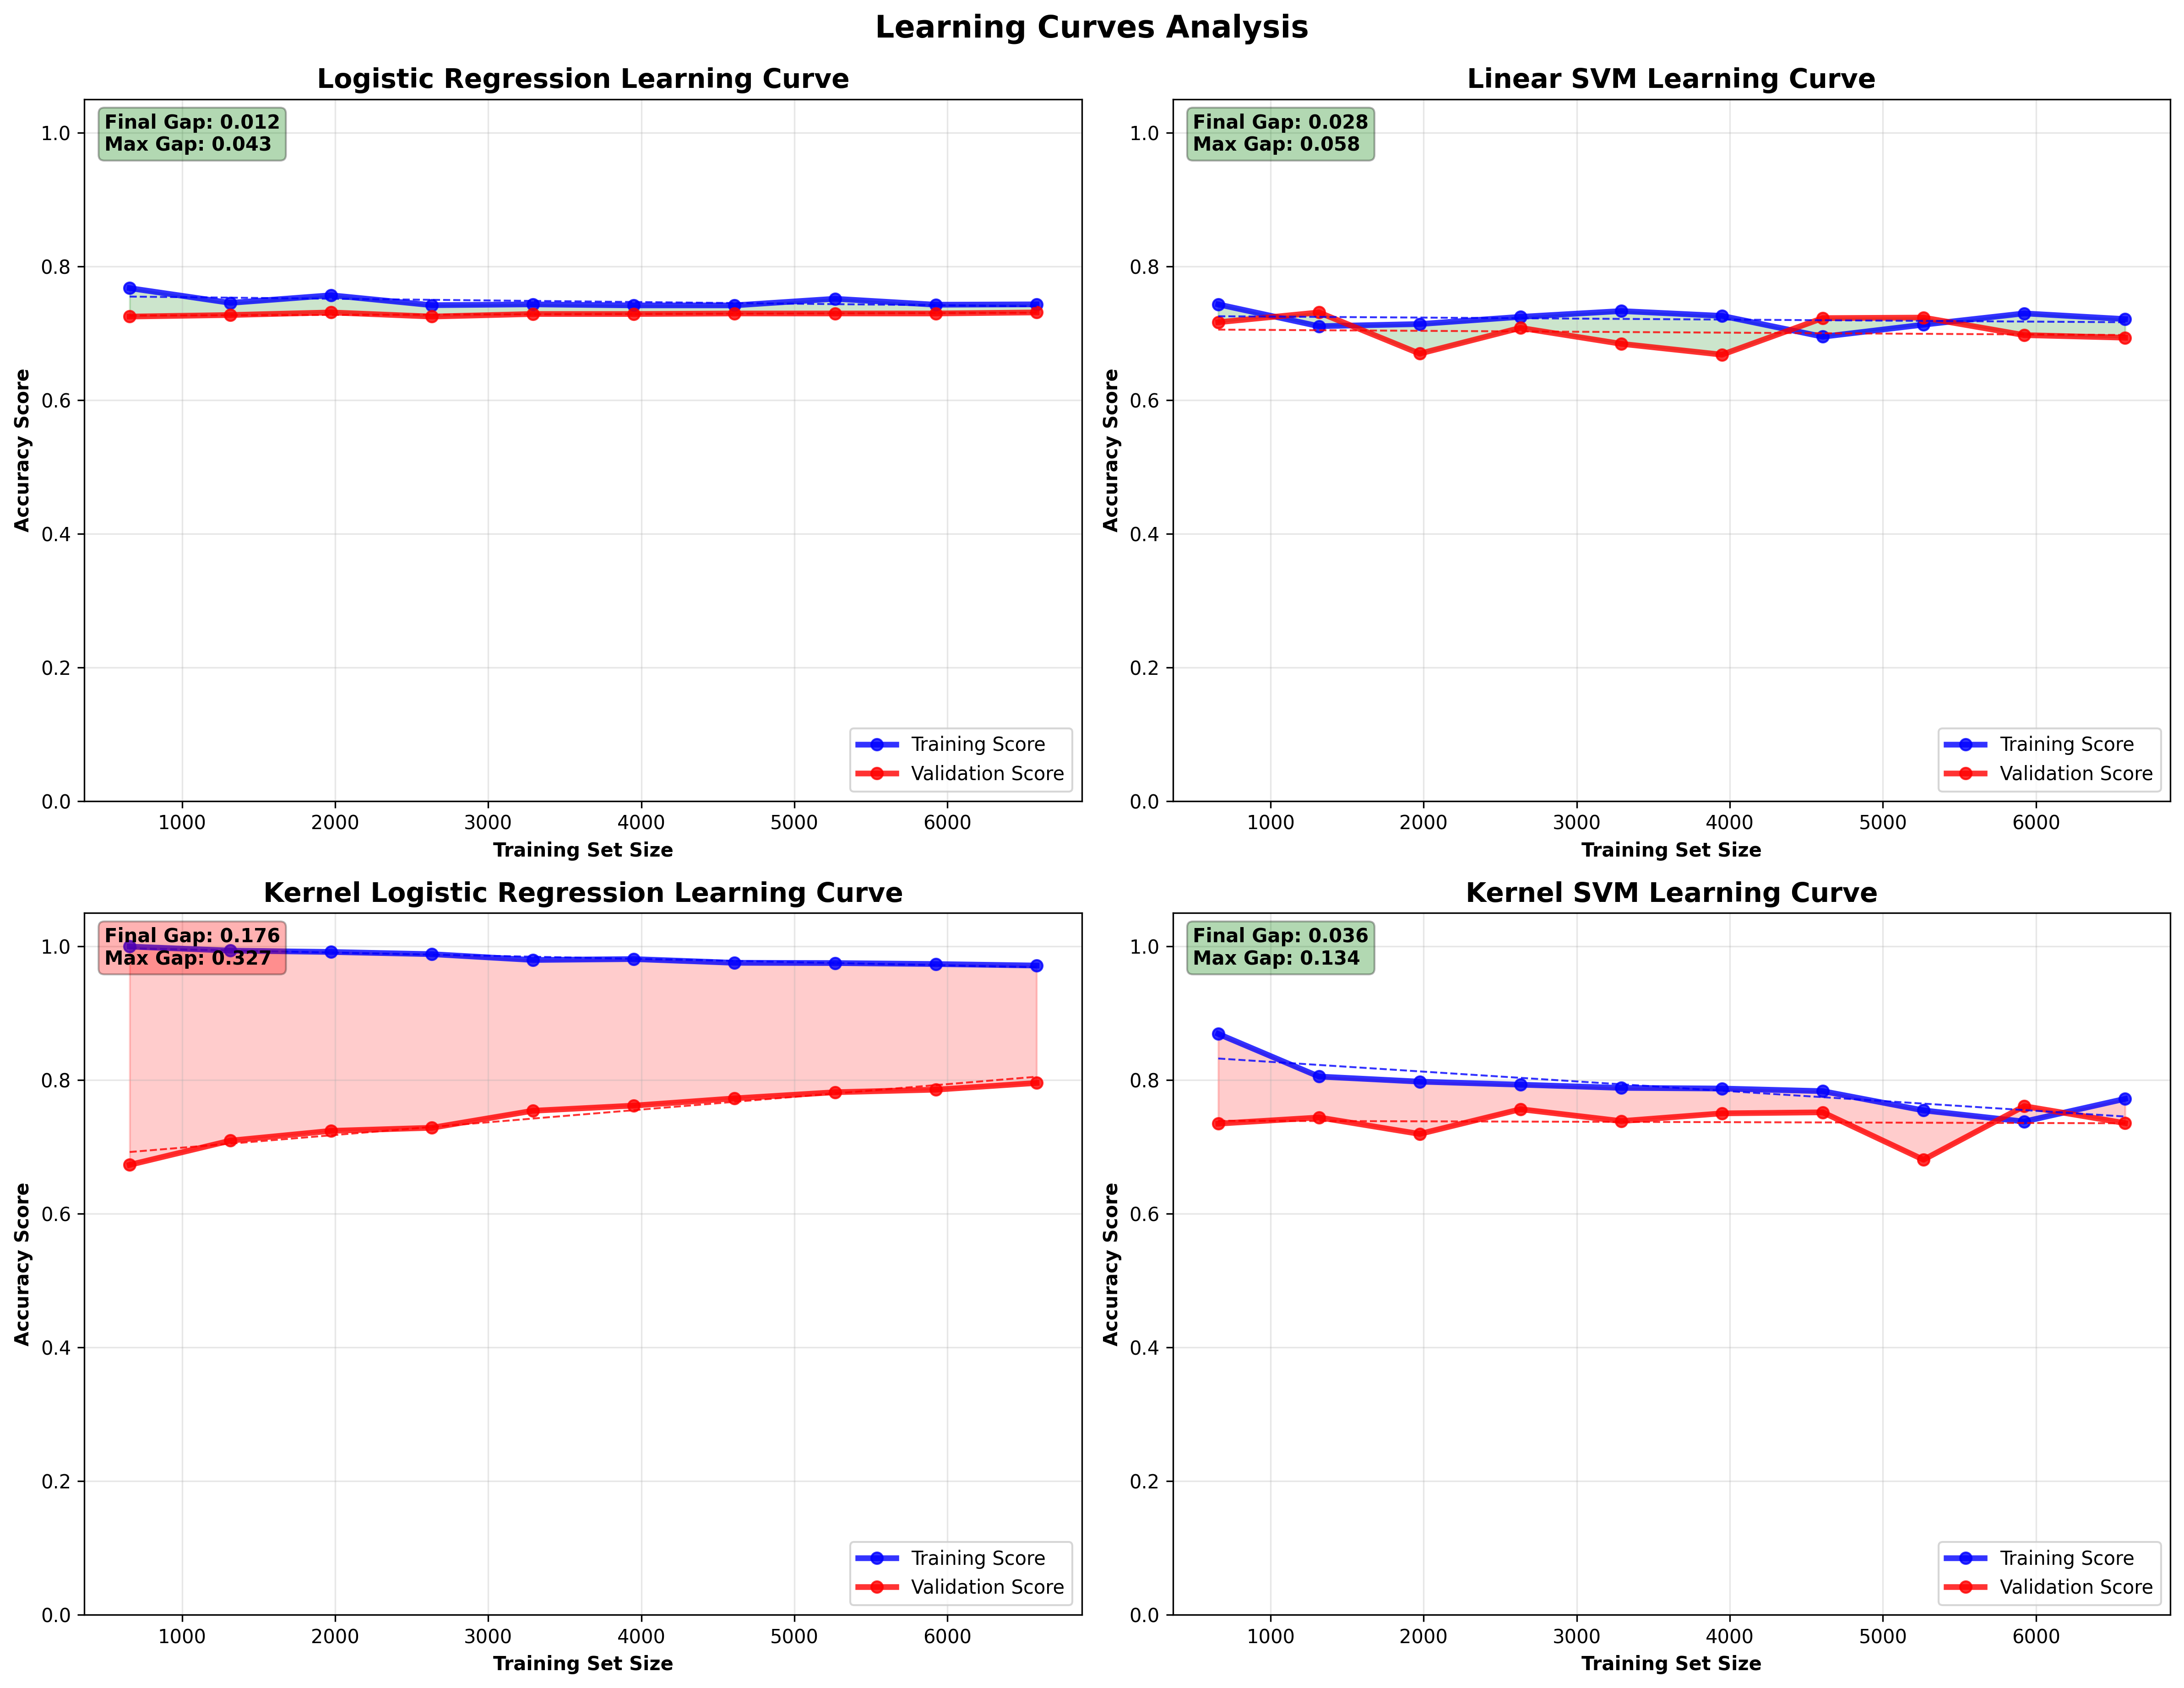 Learning Curves Analysis
Logistic Regression Learning Curve
Final Gap: 0.012
Max Gap: 0.043
1.0
0.8
0.6
0.4
0.2
0.0
Accuracy Score
1000 2000 3000 4000 5000 6000
Training Set Size
Training Score
Validation Score
Linear SVM Learning Curve
Final Gap: 0.028
Max Gap: 0.058
1.0
0.8
0.6
0.4
0.2
0.0
Accuracy Score
1000 2000 3000 4000 5000 6000
Training Set Size
Training Score
Validation Score
Kernel Logistic Regression Learning Curve
Final Gap: 0.176
Max Gap: 0.327
1.0
0.8
0.6
0.4
0.2
0.0
Accuracy Score
1000 2000 3000 4000 5000 6000
Training Set Size
Training Score
Validation Score
Kernel SVM Learning Curve
Final Gap: 0.036
Max Gap: 0.134
1.0
0.8
0.6
0.4
0.2
0.0
Accuracy Score
1000 2000 3000 4000 5000 6000
Training Set Size
Training Score
Validation Score